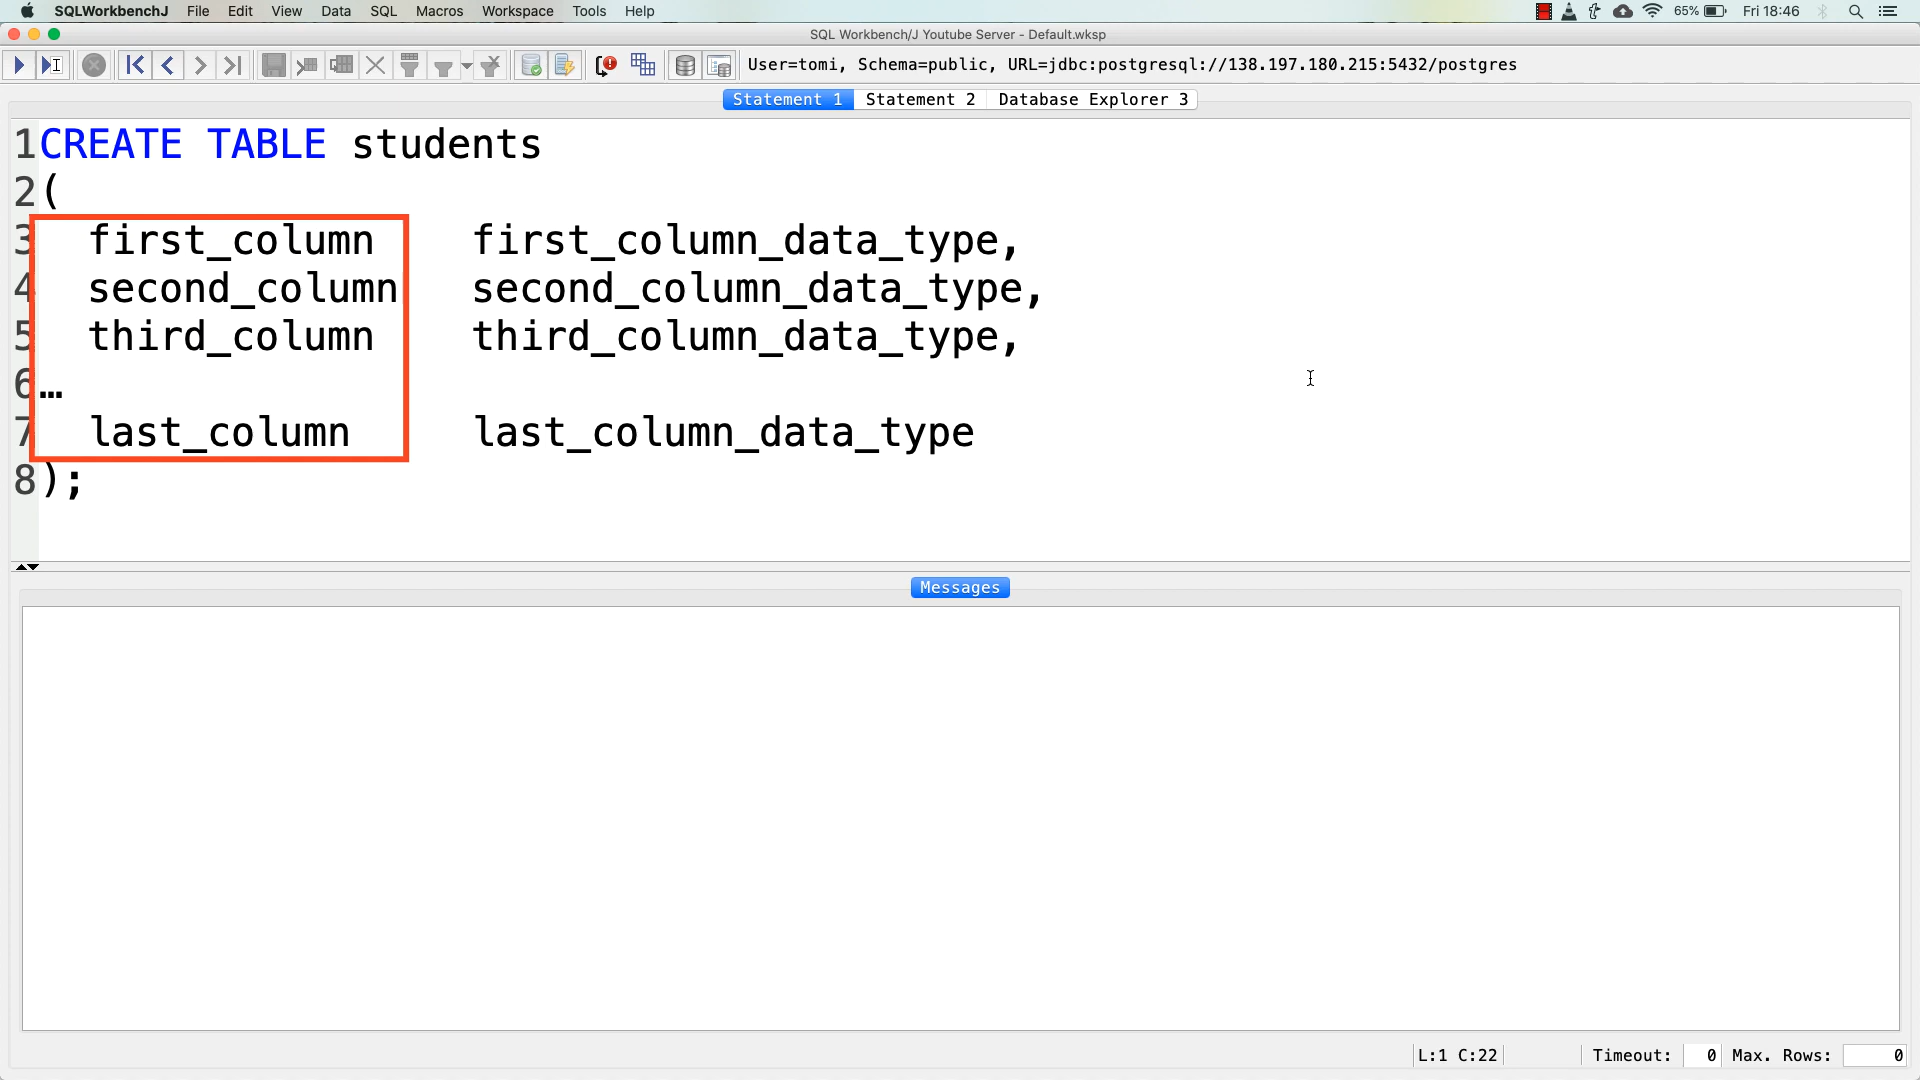 SQLWorkbenchJ File Edit View Data SQL Macros Workspace Tools Help 65% Fri 18:46
SQL Workbench/J Youtube Server - Default.wksp
User=tomi, Schema=public, URL=jdbc:postgresql://138.197.180.215:5432/postgres
Statement 1 Statement 2 Database Explorer 3
1 CREATE TABLE students
2 (
3 first_column first_column_data_type,
4 second_column second_column_data_type,
5 third_column third_column_data_type,
6 …
7 last_column last_column_data_type
8 );
Messages
L:1 C:22 Timeout: 0 Max. Rows: 0